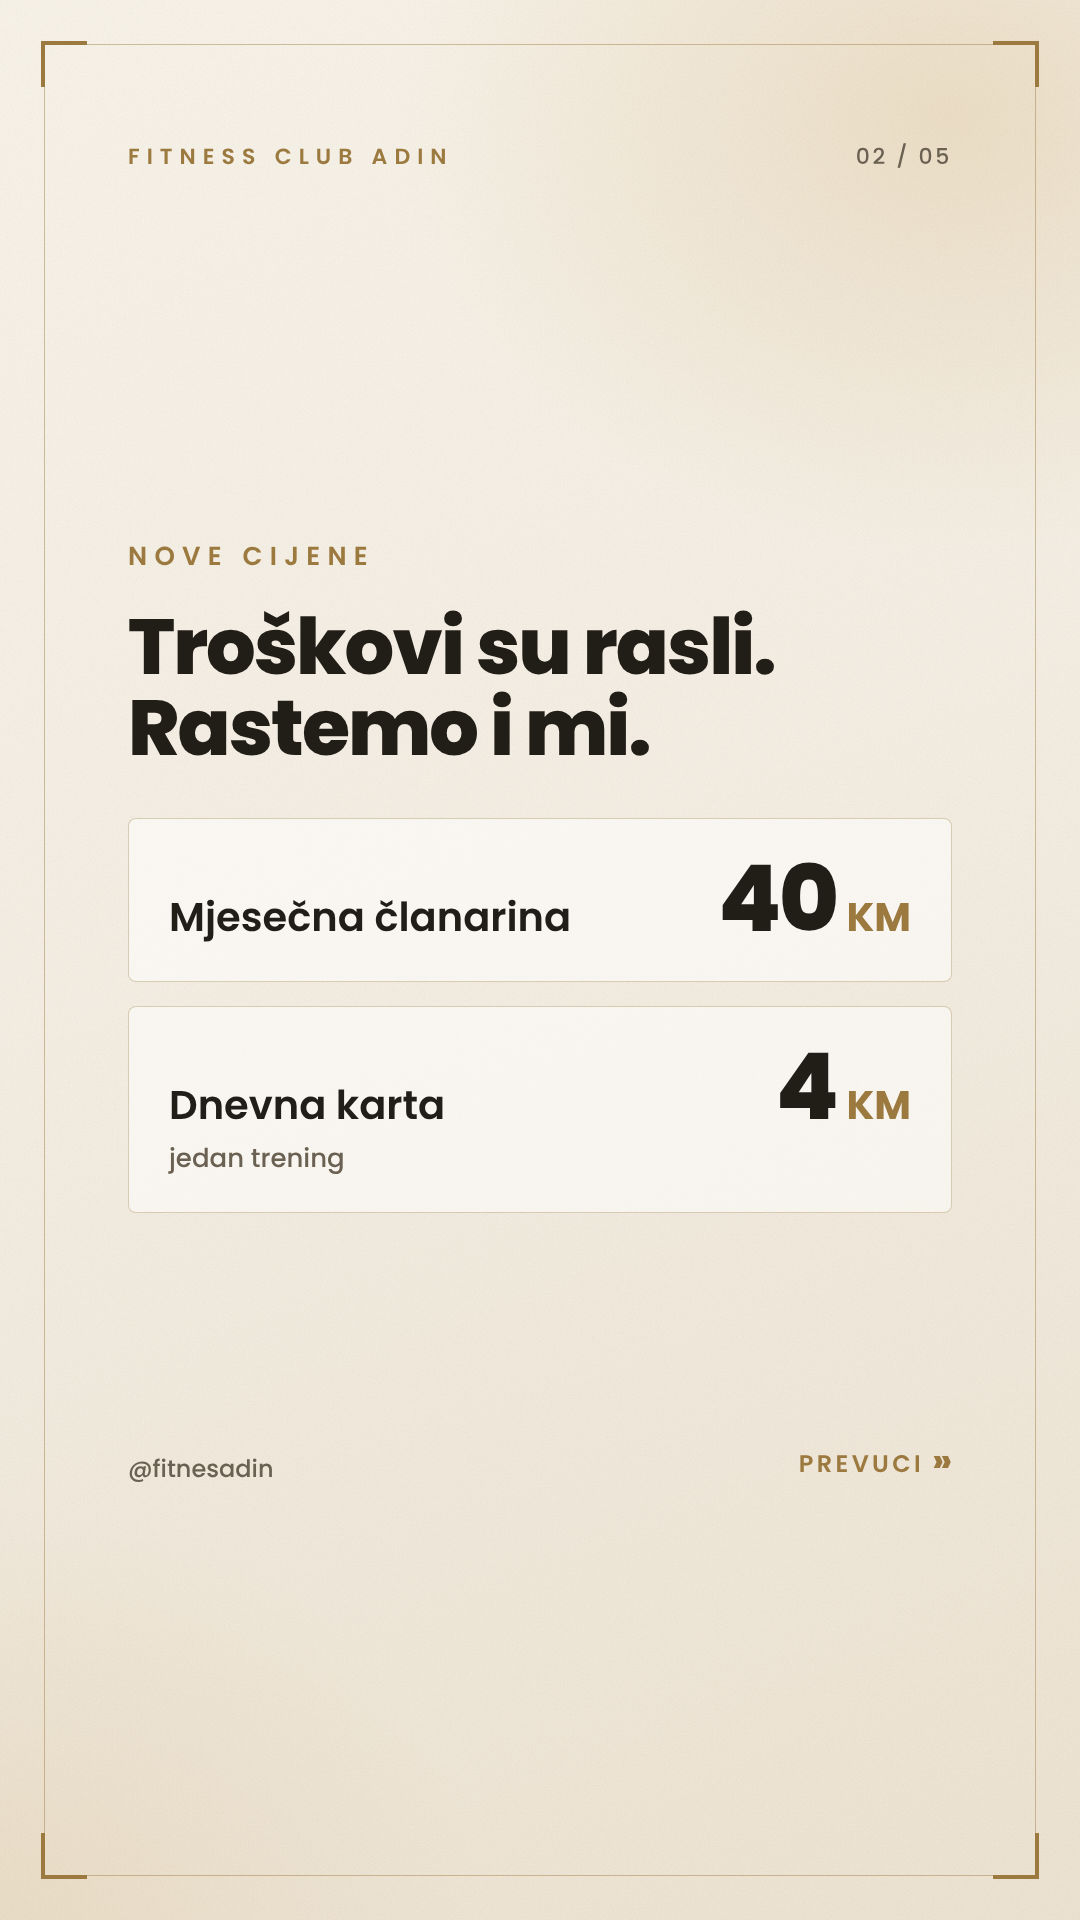 FITNESS CLUB ADIN
02 / 05
NOVE CIJENE
Troškovi su rasli.
Rastemo i mi.
Mjesečna članarina
40 KM
Dnevna karta
4 KM
jedan trening
@fitnesadin
PREVUCI »